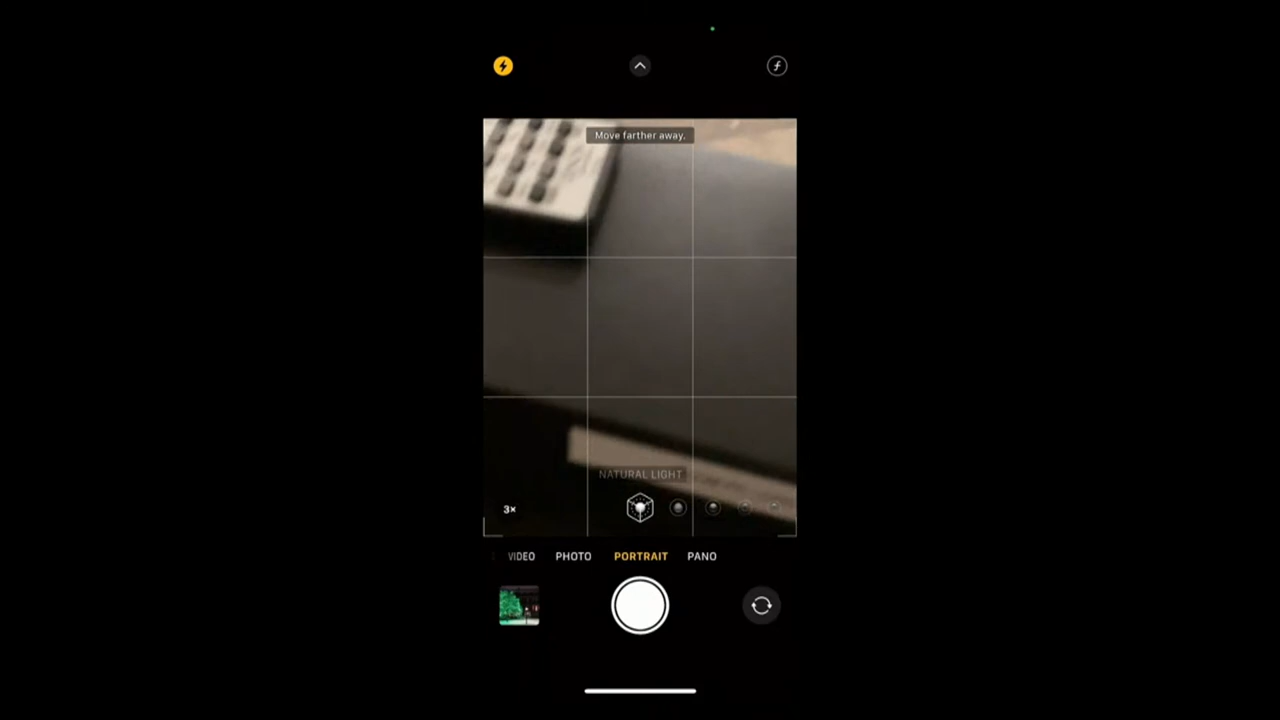 Move farther away.
NATURAL LIGHT
3×
VIDEO
PHOTO
PORTRAIT
PANO